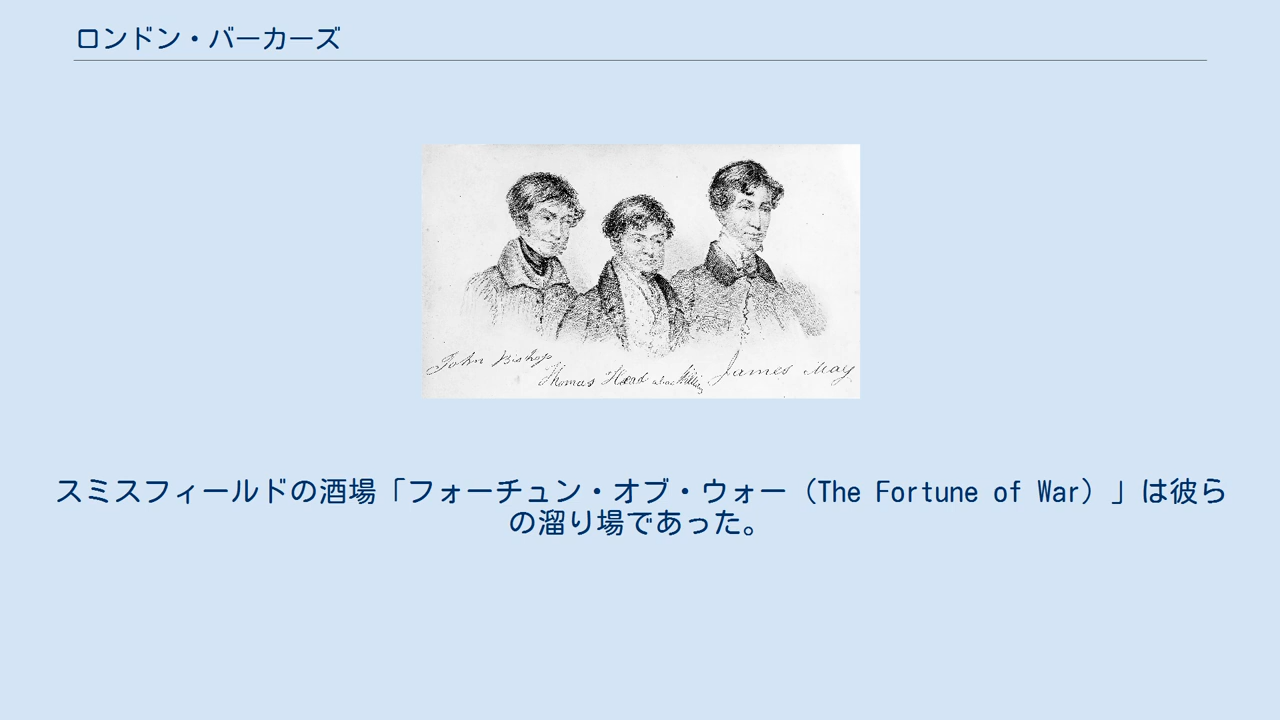 ロンドン・バーカーズ
John Bishop
Thomas Head alias Williams
James May
スミスフィールドの酒場「フォーチュン・オブ・ウォー（The Fortune of War）」は彼ら
の溜り場であった。